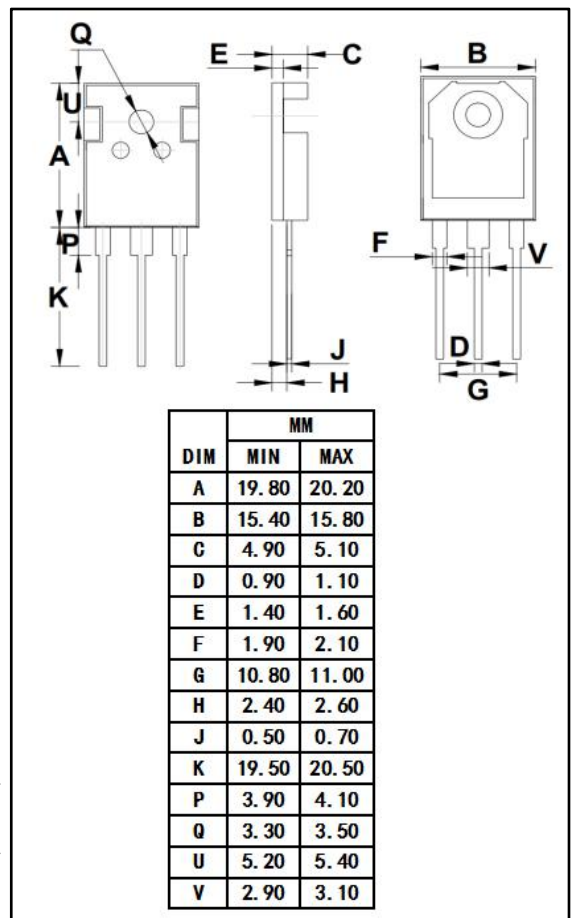 Q
E C B
U
A
P
F V
K
J D
H G
MM
DIM MIN MAX
A 19.80 20.20
B 15.40 15.80
C 4.90 5.10
D 0.90 1.10
E 1.40 1.60
F 1.90 2.10
G 10.80 11.00
H 2.40 2.60
J 0.50 0.70
K 19.50 20.50
P 3.90 4.10
Q 3.30 3.50
U 5.20 5.40
V 2.90 3.10